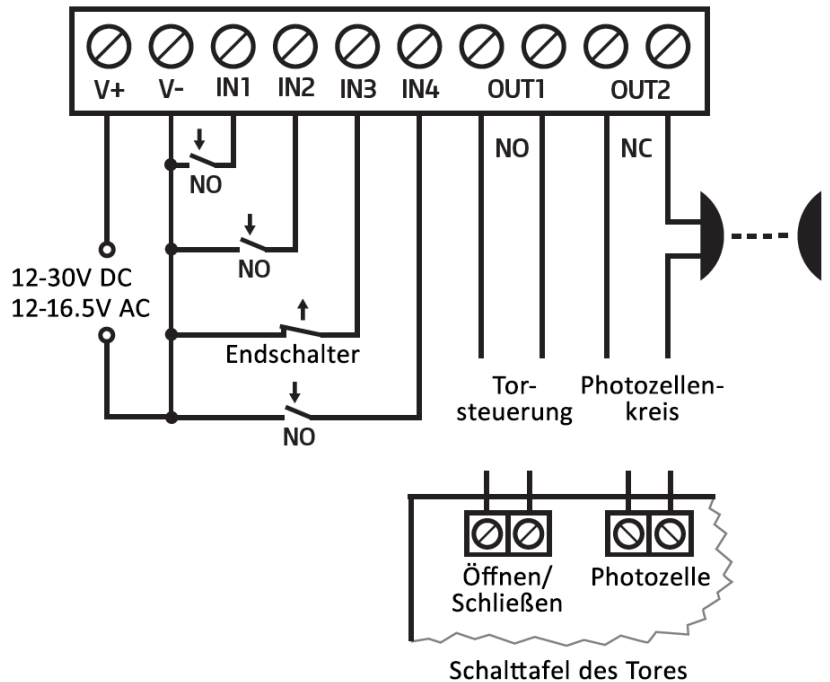 V+ V- IN1 IN2 IN3 IN4 OUT1 OUT2
NO NC
NO
NO
12-30V DC
12-16.5V AC
Endschalter
NO
Tor-
steuerung
Photozellen-
kreis
Öffnen/
Schließen
Photozelle
Schalttafel des Tores